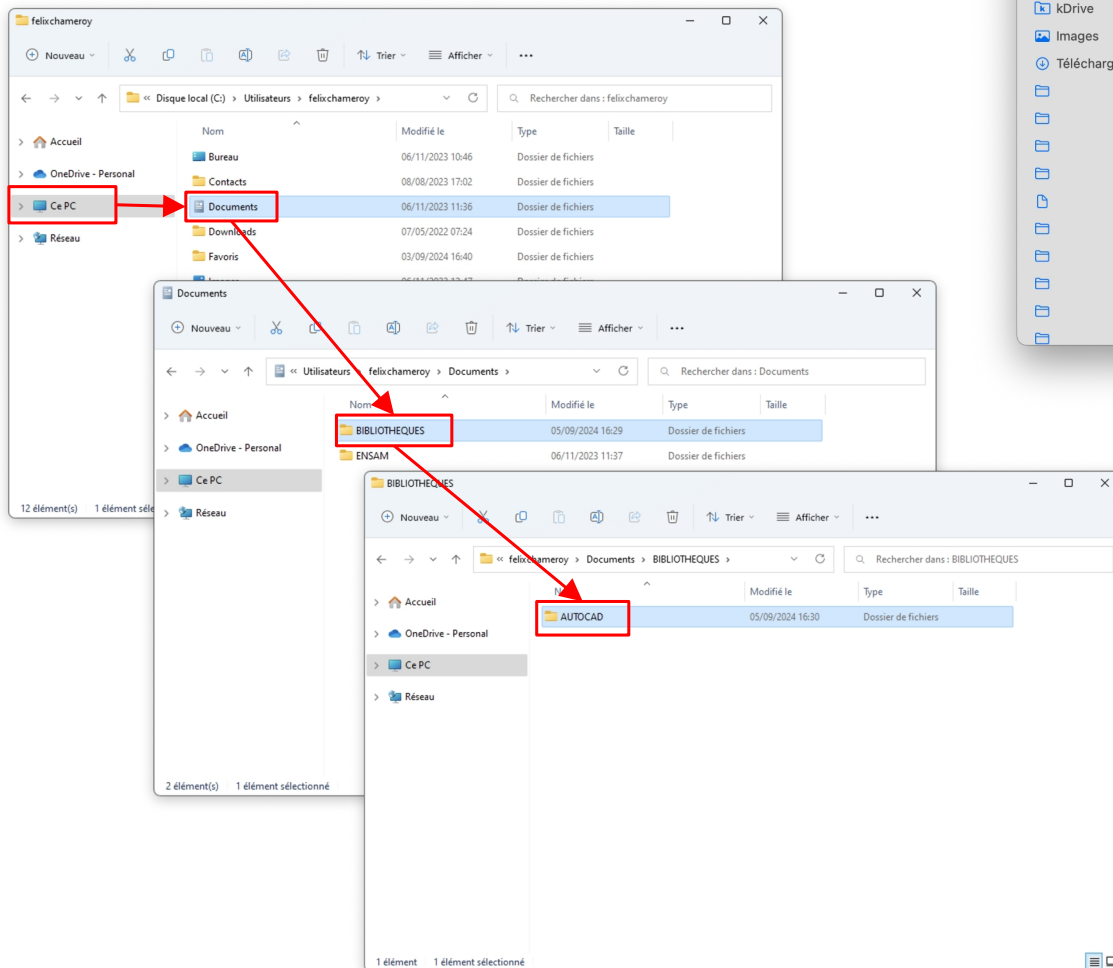 felixchameroy
Nouveau Trier Afficher ...
« Disque local (C:) > Utilisateurs > felixchameroy > Rechercher dans : felixchameroy
Nom Modifié le Type Taille
Accueil
OneDrive - Personal
Ce PC
Réseau
Bureau 06/11/2023 10:46 Dossier de fichiers
Contacts 08/08/2023 17:02 Dossier de fichiers
Documents 06/11/2023 11:36 Dossier de fichiers
Downloads 07/05/2022 07:24 Dossier de fichiers
Favoris 03/09/2024 16:40 Dossier de fichiers
12 élément(s) 1 élément séle
Documents
Nouveau Trier Afficher ...
« Utilisateurs > felixchameroy > Documents > Rechercher dans : Documents
Nom Modifié le Type Taille
Accueil
OneDrive - Personal
Ce PC
Réseau
BIBLIOTHEQUES 05/09/2024 16:29 Dossier de fichiers
ENSAM 06/11/2023 11:37 Dossier de fichiers
2 élément(s) 1 élément sélectionné
BIBLIOTHEQUES
Nouveau Trier Afficher ...
« felixchameroy > Documents > BIBLIOTHEQUES > Rechercher dans : BIBLIOTHEQUES
Modifié le Type Taille
Accueil
OneDrive - Personal
Ce PC
Réseau
AUTOCAD 05/09/2024 16:30 Dossier de fichiers
1 élément 1 élément sélectionné
kDrive
Images
Télécharg